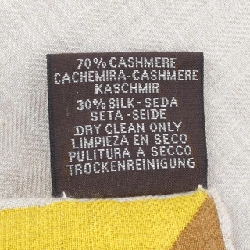 70% CASHMERE
CACHEMIRA-CASHMERE
KASCHMIR
30% SILK-SEDA
SETA-SEIDE
DRY CLEAN ONLY
LIMPIEZA EN SECO
PULITURA A SECCO
TROCKENREINIGUNG